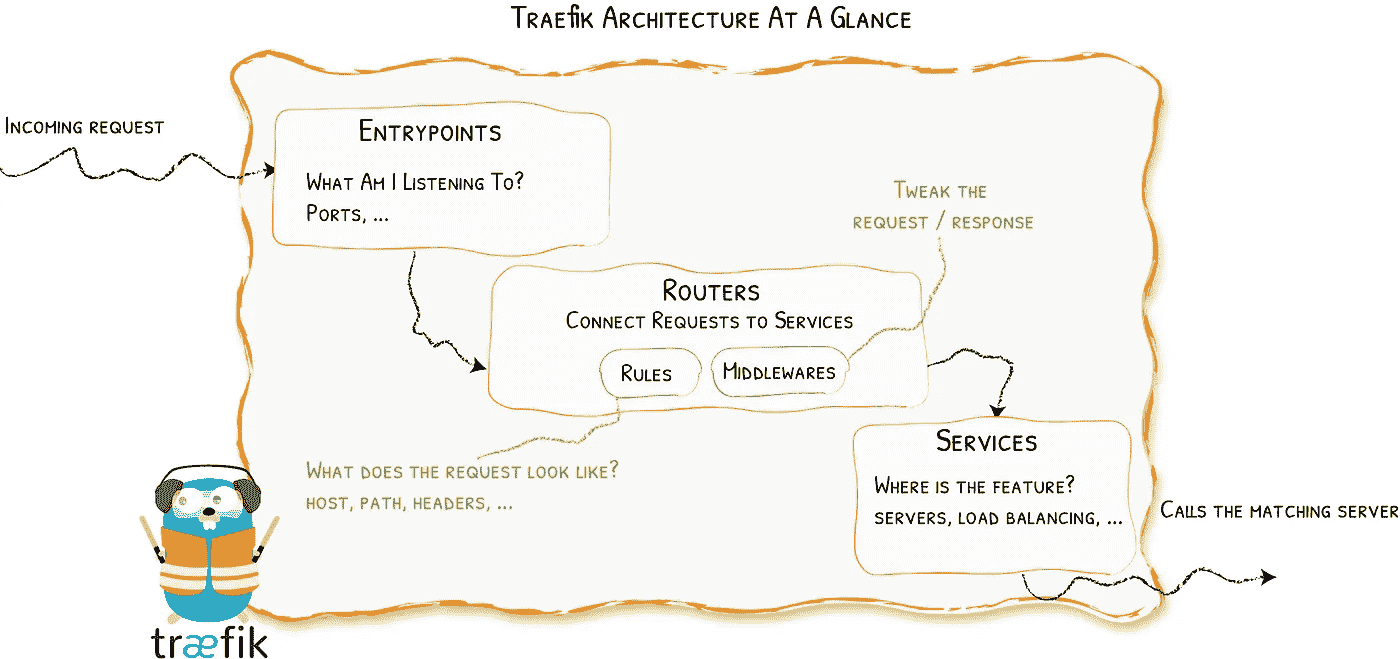 Traefik Architecture At A Glance
Incoming request
Entrypoints
What Am I Listening To?
Ports, ...
Tweak the
request / response
Routers
Connect Requests to Services
Rules
Middlewares
What does the request look like?
host, path, headers, ...
Services
Where is the feature?
servers, load balancing, ...
Calls the matching server
træfik